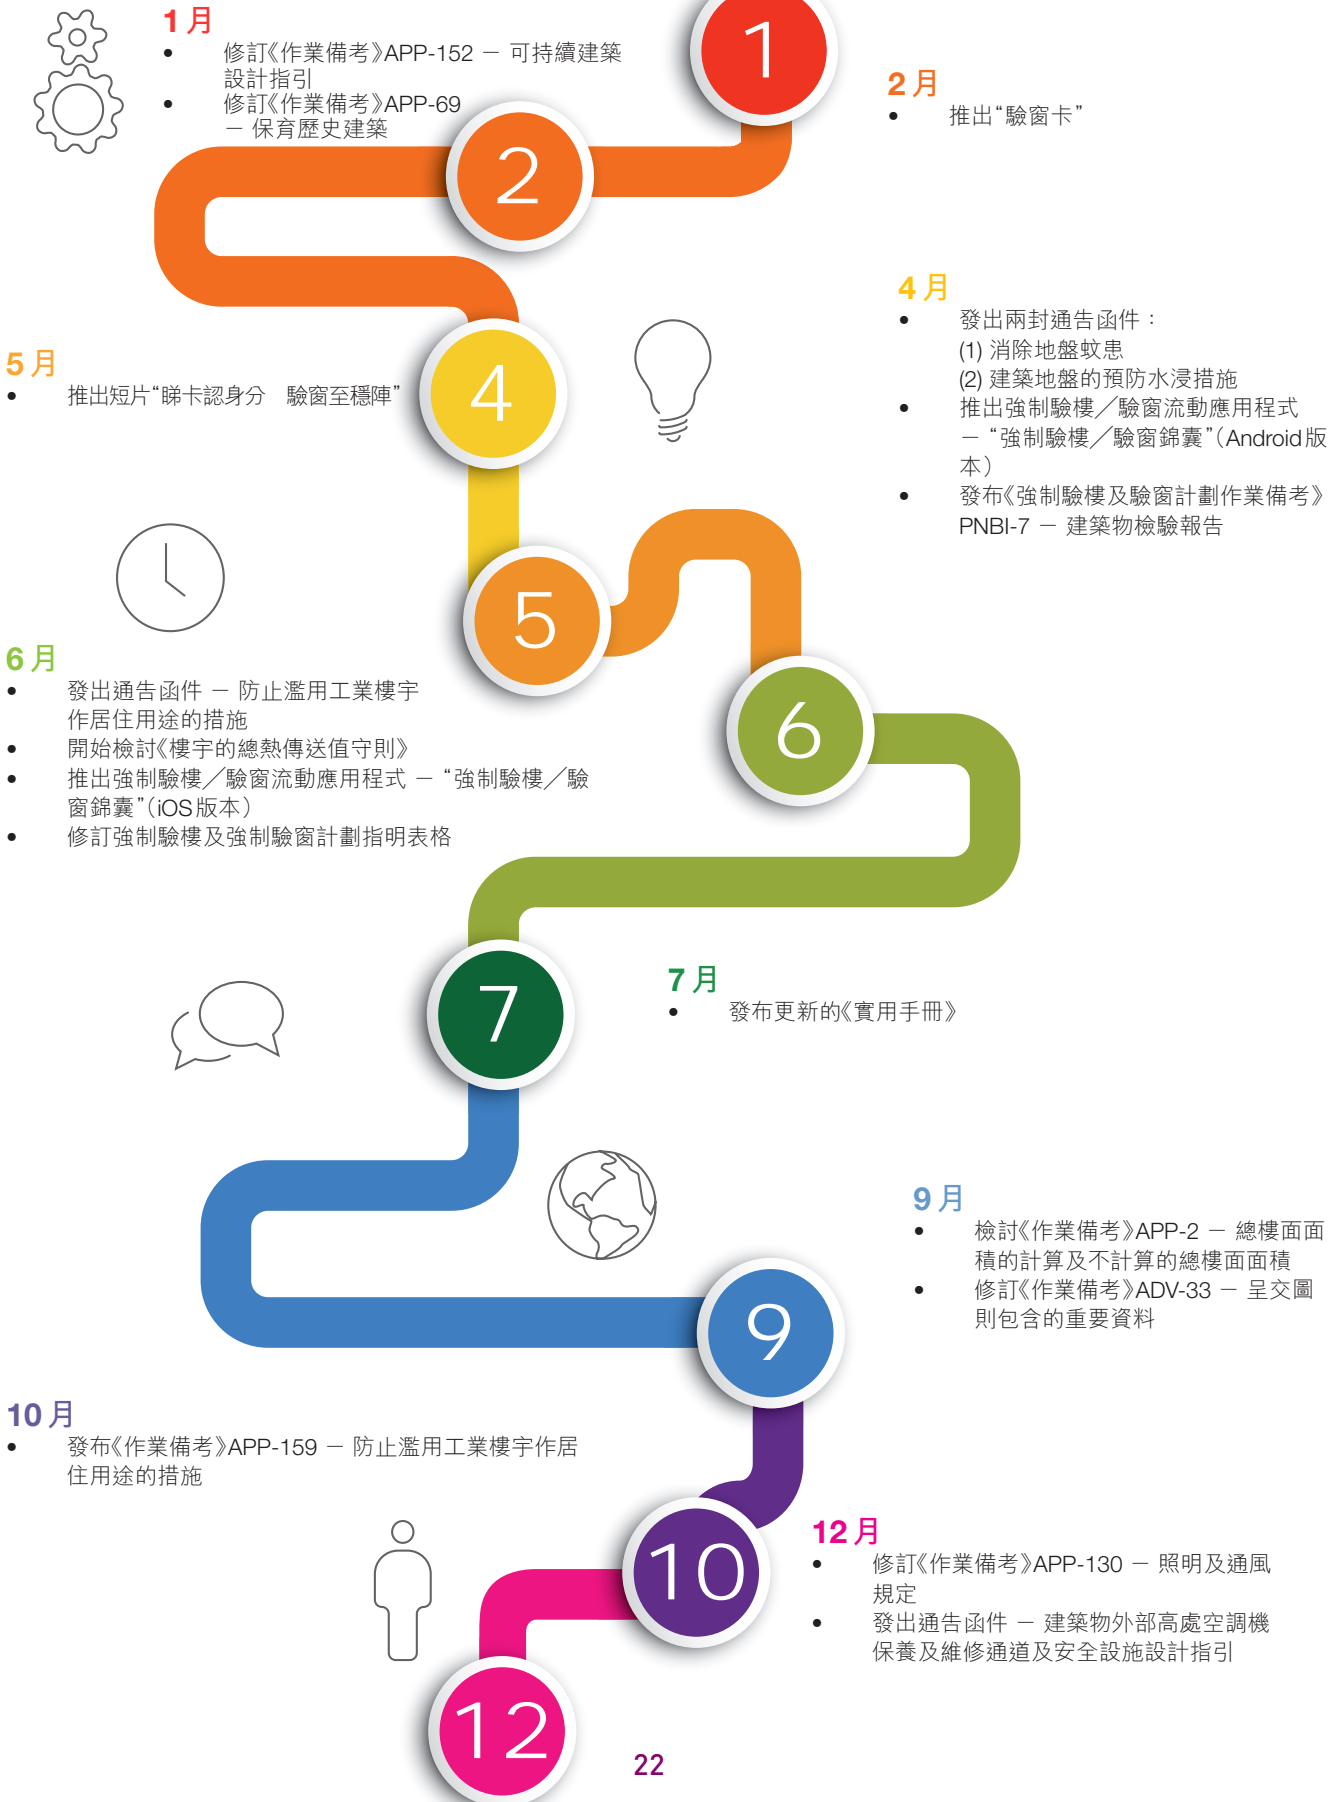 1月
• 修訂《作業備考》APP-152 － 可持續建築
設計指引
• 修訂《作業備考》APP-69
－ 保育歷史建築
1
2月
• 推出“驗窗卡”
2
4月
• 發出兩封通告函件：
(1) 消除地盤蚊患
(2) 建築地盤的預防水浸措施
• 推出強制驗樓／驗窗流動應用程式
－ “強制驗樓／驗窗錦囊”（Android版
本）
• 發布《強制驗樓及驗窗計劃作業備考》
PNBI-7 － 建築物檢驗報告
4
5月
• 推出短片“睇卡認身分　驗窗至穩陣”
5
6月
• 發出通告函件 － 防止濫用工業樓宇
作居住用途的措施
• 開始檢討《樓宇的總熱傳送值守則》
• 推出強制驗樓／驗窗流動應用程式 － “強制驗樓／驗
窗錦囊”（iOS版本）
• 修訂強制驗樓及強制驗窗計劃指明表格
6
7
7月
• 發布更新的《實用手冊》
9月
• 檢討《作業備考》APP-2 － 總樓面面
積的計算及不計算的總樓面面積
• 修訂《作業備考》ADV-33 － 呈交圖
則包含的重要資料
9
10月
• 發布《作業備考》APP-159 － 防止濫用工業樓宇作居
住用途的措施
10
12月
• 修訂《作業備考》APP-130 － 照明及通風
規定
• 發出通告函件 － 建築物外部高處空調機
保養及維修通道及安全設施設計指引
12
22